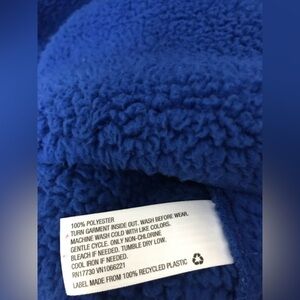 100% POLYESTER
TURN GARMENT INSIDE OUT. WASH BEFORE WEAR.
MACHINE WASH COLD WITH LIKE COLORS.
GENTLE CYCLE. ONLY NON-CHLORINE
BLEACH IF NEEDED. TUMBLE DRY LOW.
COOL IRON IF NEEDED.
RN17730 VN1066221
LABEL MADE FROM 100% RECYCLED PLASTIC